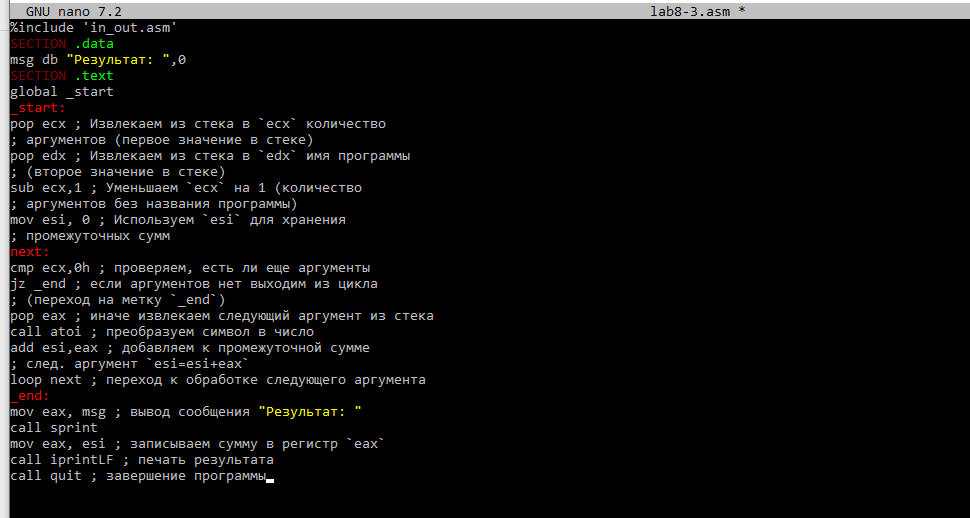 GNU nano 7.2 lab8-3.asm *
%include 'in_out.asm'
SECTION .data
msg db "Результат: ",0
SECTION .text
global _start
_start:
pop ecx ; Извлекаем из стека в `ecx` количество
; аргументов (первое значение в стеке)
pop edx ; Извлекаем из стека в `edx` имя программы
; (второе значение в стеке)
sub ecx,1 ; Уменьшаем `ecx` на 1 (количество
; аргументов без названия программы)
mov esi, 0 ; Используем `esi` для хранения
; промежуточных сумм
next:
cmp ecx,0h ; проверяем, есть ли еще аргументы
jz _end ; если аргументов нет выходим из цикла
; (переход на метку `_end`)
pop eax ; иначе извлекаем следующий аргумент из стека
call atoi ; преобразуем символ в число
add esi,eax ; добавляем к промежуточной сумме
; след. аргумент `esi=esi+eax`
loop next ; переход к обработке следующего аргумента
_end:
mov eax, msg ; вывод сообщения "Результат: "
call sprint
mov eax, esi ; записываем сумму в регистр `eax`
call iprintLF ; печать результата
call quit ; завершение программы